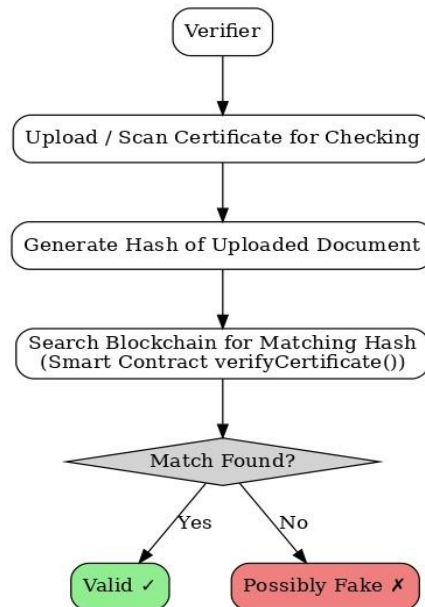 Verifier
Upload / Scan Certificate for Checking
Generate Hash of Uploaded Document
Search Blockchain for Matching Hash
(Smart Contract verifyCertificate())
Match Found?
Yes
No
Valid ✓
Possibly Fake ✗